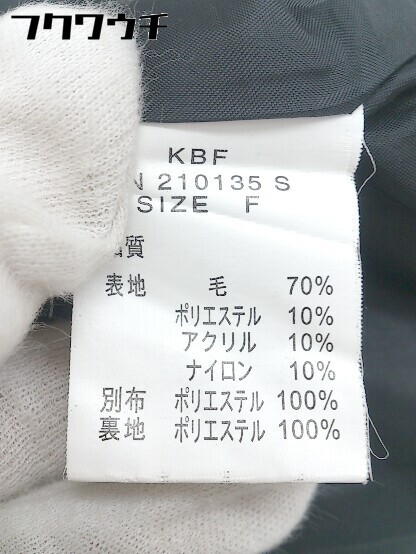 フクウチ
KBF
N 210135 S
SIZE F
質
表地 毛 70%
ポリエステル 10%
アクリル 10%
ナイロン 10%
別布 ポリエステル 100%
裏地 ポリエステル 100%